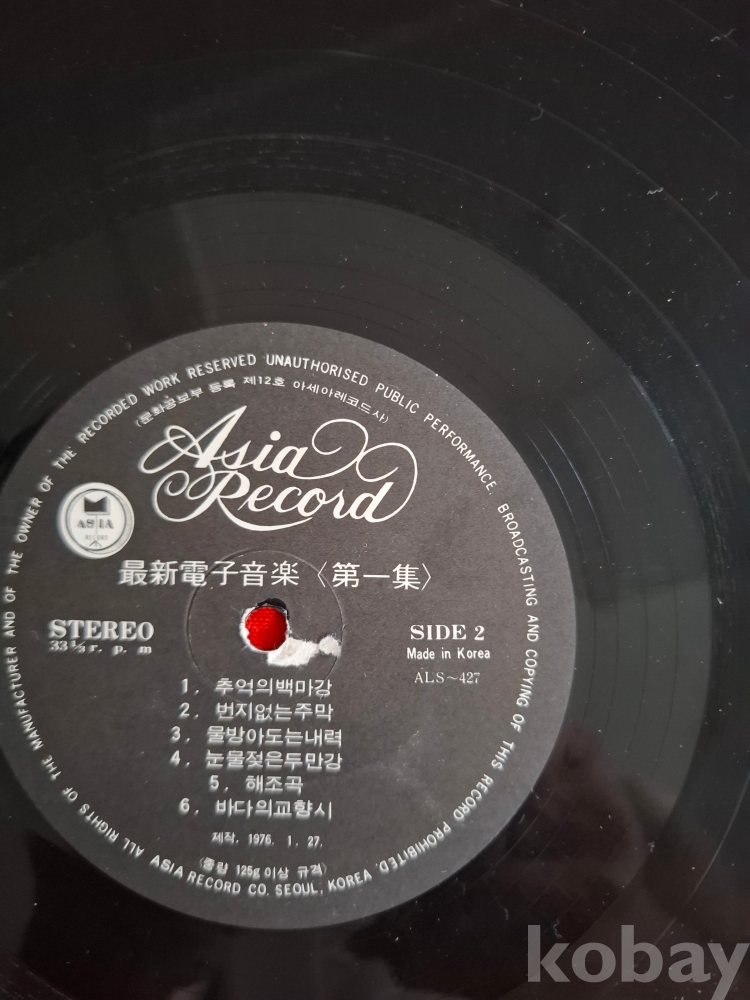 ALL RIGHTS OF THE MANUFACTURER AND OF THE OWNER OF THE RECORDED WORK RESERVED UNAUTHORISED PUBLIC PERFORMANCE. BROADCASTING AND COPYING OF THIS RECORD PROHIBITED.
(문화공보부 등록 제12호 아세아레코드사)
Asia
Record
ASIA
RECORD
最新電子音楽〈第一集〉
STEREO
33⅓ r. p. m
SIDE 2
Made in Korea
ALS~427
1. 추억의백마강
2. 번지없는주막
3. 물방아도는내력
4. 눈물젖은두만강
5. 해조곡
6. 바다의교향시
제작. 1976. 1. 27.
(중량 125g이상 규격)
ASIA RECORD CO. SEOUL, KOREA.
kobay